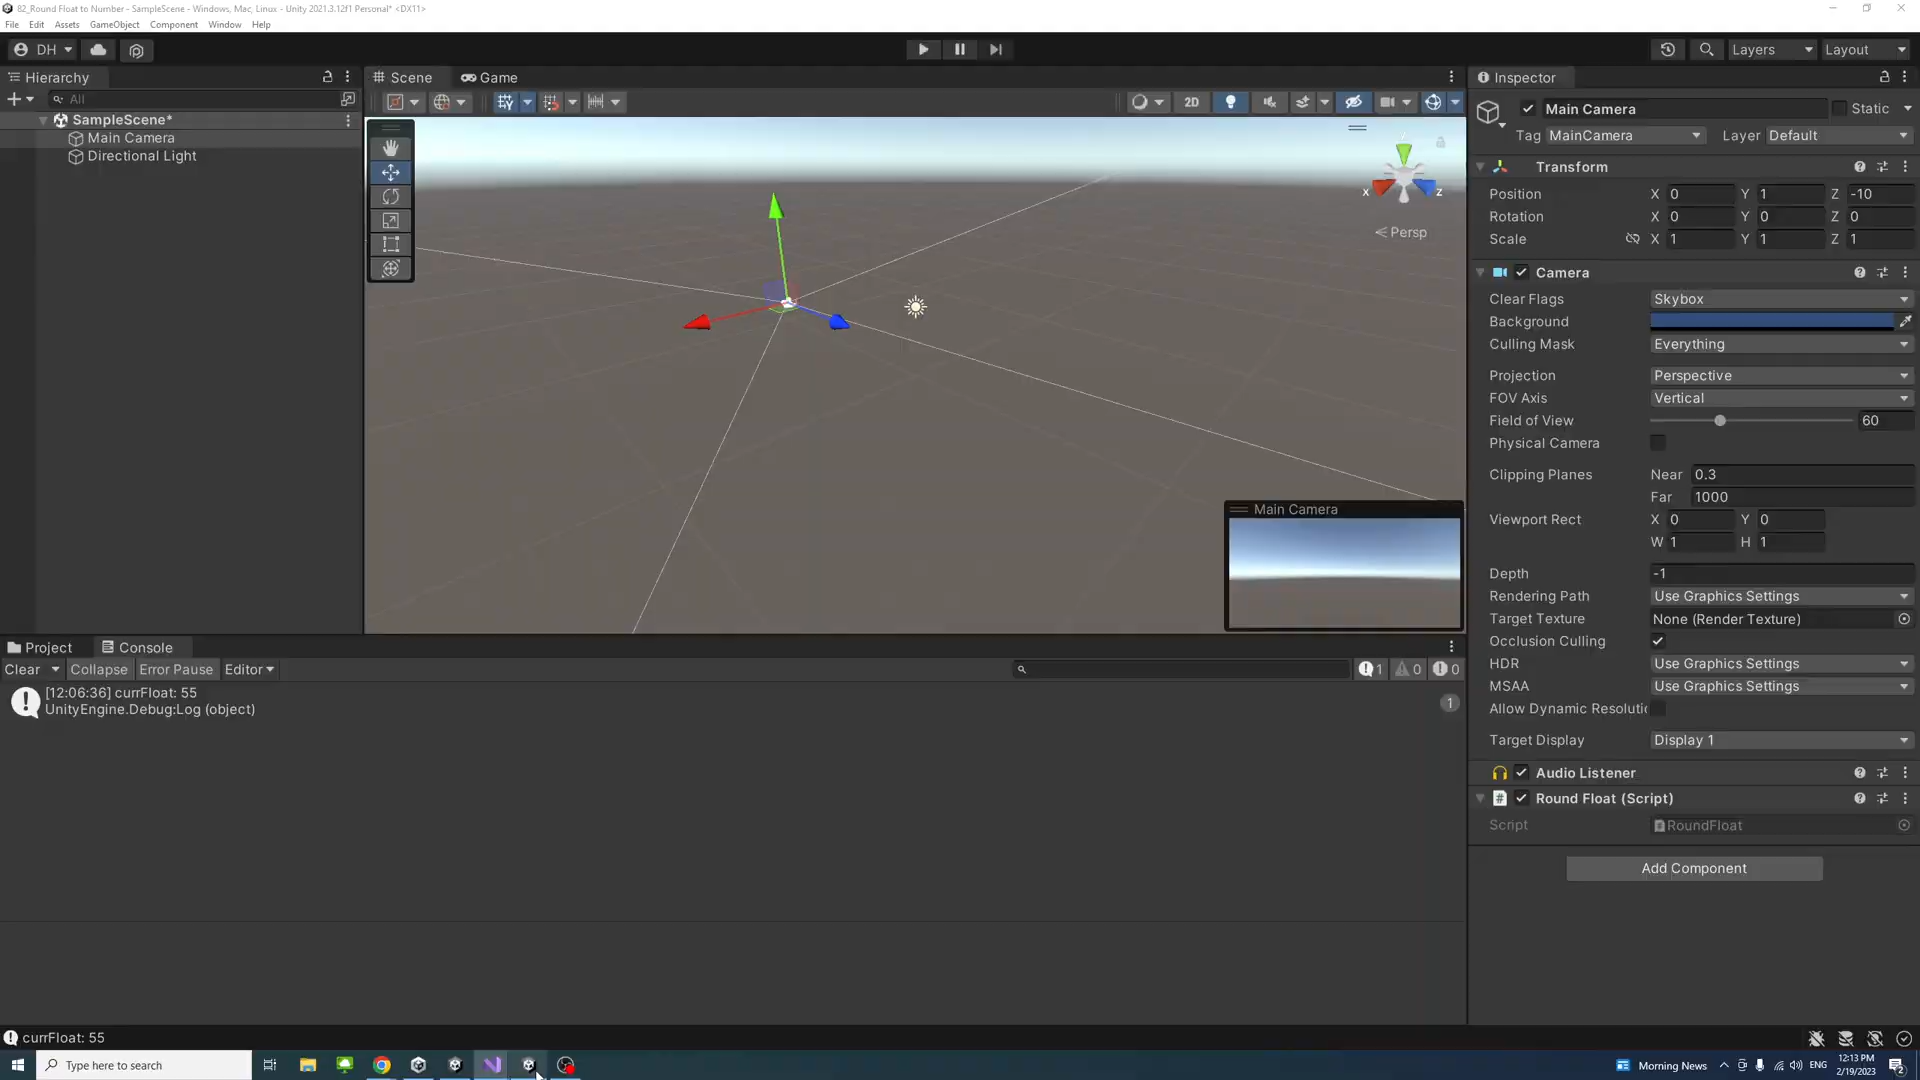 82_Round Float to Number - SampleScene - Windows, Mac, Linux - Unity 2021.3.12f1 Personal* <DX11>
File Edit Assets GameObject Component Window Help
DH
Layers
Layout
Hierarchy
All
SampleScene*
Main Camera
Directional Light
Scene
Game
2D
Y
x
z
Persp
Main Camera
Inspector
Main Camera
Static
Tag MainCamera
Layer Default
Transform
Position X 0 Y 1 Z -10
Rotation X 0 Y 0 Z 0
Scale X 1 Y 1 Z 1
Camera
Clear Flags Skybox
Background
Culling Mask Everything
Projection Perspective
FOV Axis Vertical
Field of View 60
Physical Camera
Clipping Planes Near 0.3
Far 1000
Viewport Rect X 0 Y 0
W 1 H 1
Depth -1
Rendering Path Use Graphics Settings
Target Texture None (Render Texture)
Occlusion Culling
HDR Use Graphics Settings
MSAA Use Graphics Settings
Allow Dynamic Resoluti
Target Display Display 1
Audio Listener
# Round Float (Script)
Script RoundFloat
Add Component
Project
Console
Clear Collapse Error Pause Editor
1 0 0
[12:06:36] currFloat: 55
UnityEngine.Debug:Log (object)
1
currFloat: 55
Type here to search
Morning News
ENG
12:13 PM
2/19/2023
2